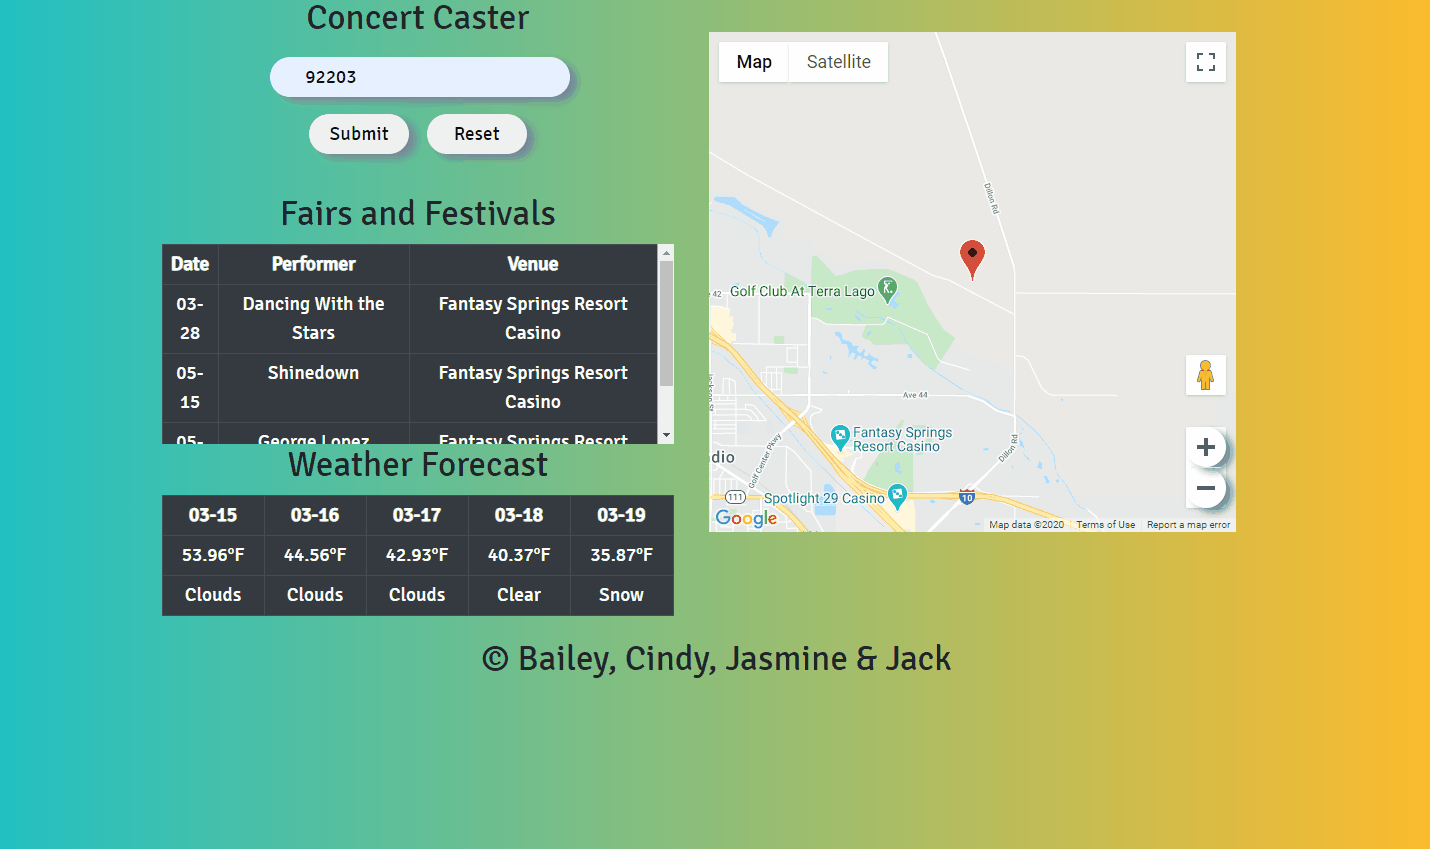 Concert Caster
92203
Submit Reset
Fairs and Festivals
Date Performer Venue
03-28 Dancing With the Stars Fantasy Springs Resort Casino
05-15 Shinedown Fantasy Springs Resort Casino
05- George Lopez Fantasy Springs Resort
Weather Forecast
03-15 03-16 03-17 03-18 03-19
53.96°F 44.56°F 42.93°F 40.37°F 35.87°F
Clouds Clouds Clouds Clear Snow
Map Satellite
Dillon Rd
42
Golf Club At Terra Lago
Ave 44
Fantasy Springs
Resort Casino
Dillon Rd
Golf Center Pkwy
dio
111
Spotlight 29 Casino
10
Google
Map data ©2020 Terms of Use Report a map error
© Bailey, Cindy, Jasmine & Jack